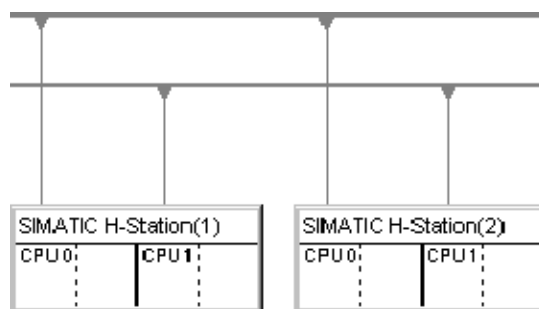 SIMATIC H-Station(1)
CPU0 CPU1
SIMATIC H-Station(2)
CPU0 CPU1